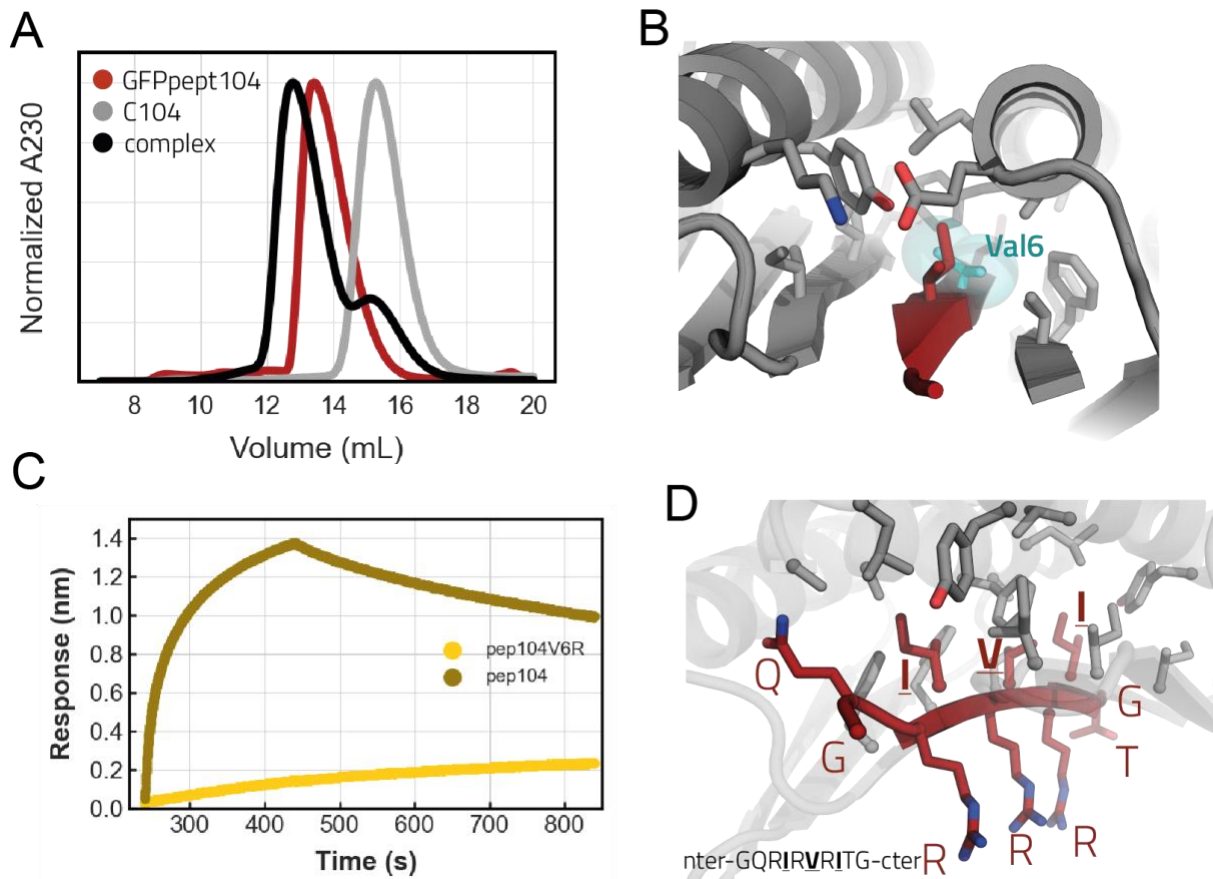 A
GFPpept104
C104
complex
Normalized A230
8 10 12 14 16 18 20
Volume (mL)
B
Val6
C
1.4
1.2
1.0
0.8
0.6
0.4
0.2
0.0
Response (nm)
pep104V6R
pep104
300 400 500 600 700 800
Time (s)
D
I
V
I
Q
G
G
T
R
R
R
nter-GQRIRVRITG-cter